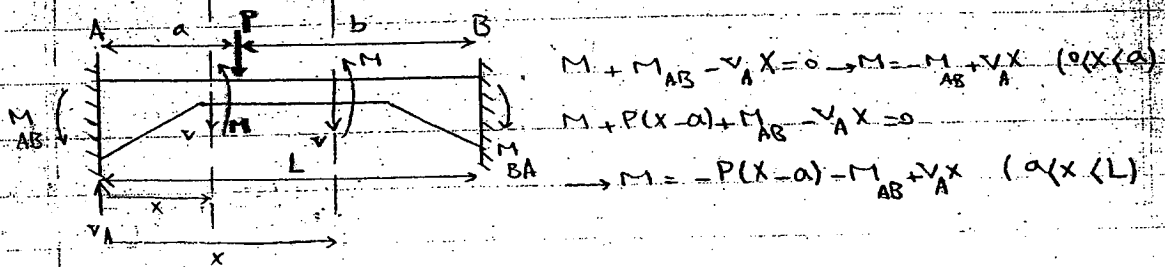 A a P b B
M M + M_AB - V_A X = 0 → M = -M_AB + V_A X (0<X<a)
M_AB V M V M_BA M + P(X-a) + M_AB - V_A X = 0
L → M = -P(X-a) - M_AB + V_A X (a<X<L)
x
V_A
x